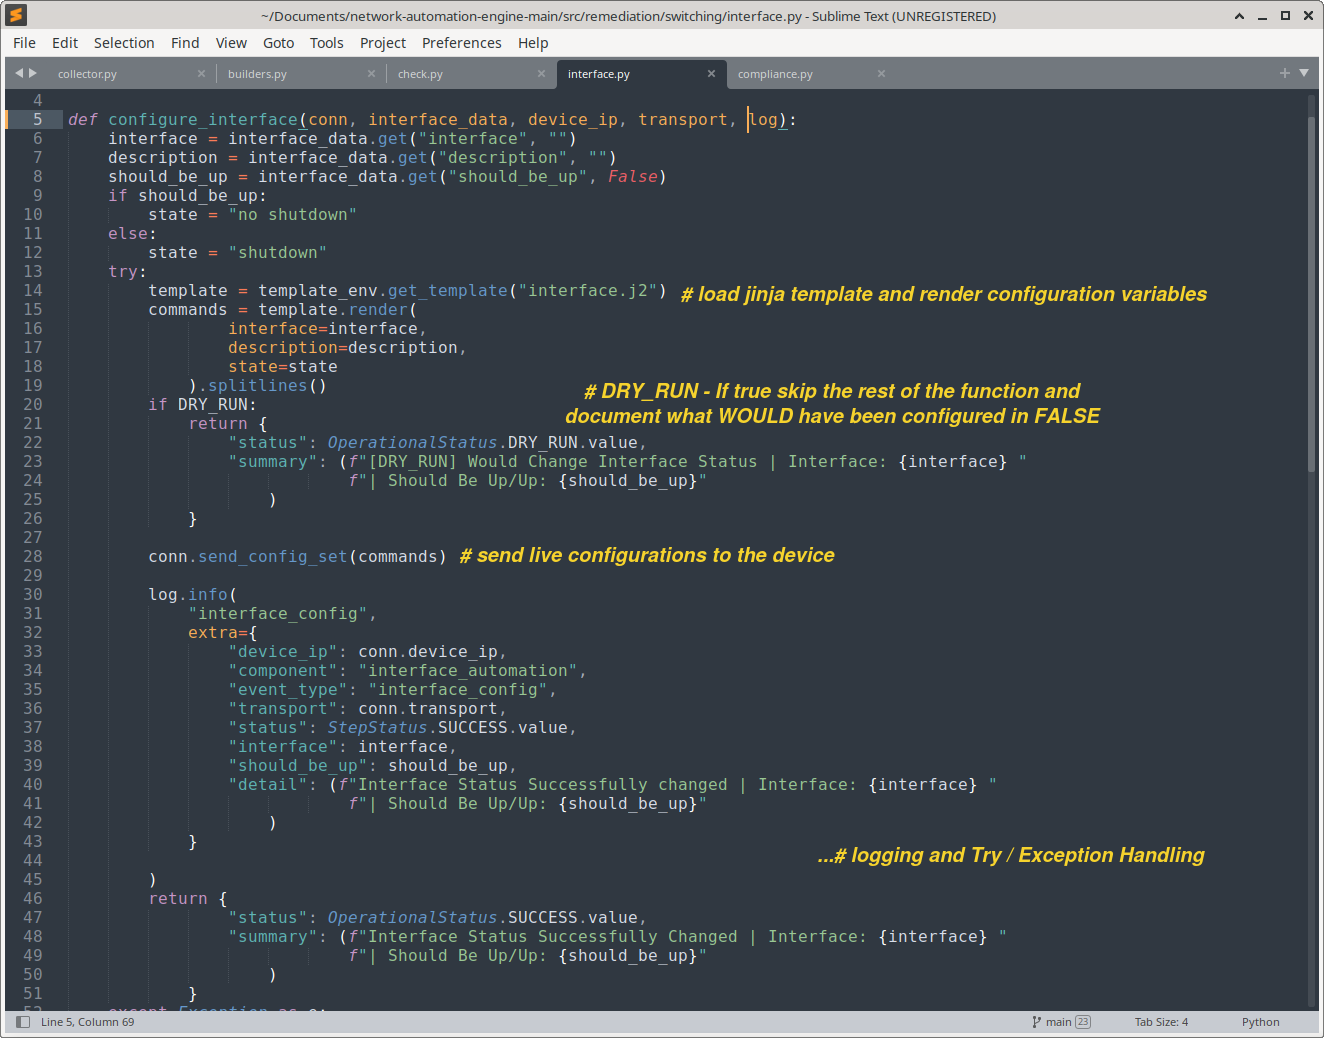 ~/Documents/network-automation-engine-main/src/remediation/switching/interface.py - Sublime Text (UNREGISTERED)
File Edit Selection Find View Goto Tools Project Preferences Help
collector.py builders.py check.py interface.py compliance.py
4
5 def configure_interface(conn, interface_data, device_ip, transport, log):
6 interface = interface_data.get("interface", "")
7 description = interface_data.get("description", "")
8 should_be_up = interface_data.get("should_be_up", False)
9 if should_be_up:
10 state = "no shutdown"
11 else:
12 state = "shutdown"
13 try:
14 template = template_env.get_template("interface.j2") # load jinja template and render configuration variables
15 commands = template.render(
16 interface=interface,
17 description=description,
18 state=state
19 ).splitlines()
# DRY_RUN - If true skip the rest of the function and
document what WOULD have been configured in FALSE
20 if DRY_RUN:
21 return {
22 "status": OperationalStatus.DRY_RUN.value,
23 "summary": (f"[DRY_RUN] Would Change Interface Status | Interface: {interface} "
24 f"| Should Be Up/Up: {should_be_up}"
25 )
26 }
27
28 conn.send_config_set(commands) # send live configurations to the device
29
30 log.info(
31 "interface_config",
32 extra={
33 "device_ip": conn.device_ip,
34 "component": "interface_automation",
35 "event_type": "interface_config",
36 "transport": conn.transport,
37 "status": StepStatus.SUCCESS.value,
38 "interface": interface,
39 "should_be_up": should_be_up,
40 "detail": (f"Interface Status Successfully changed | Interface: {interface} "
41 f"| Should Be Up/Up: {should_be_up}"
42 )
43 }
...# logging and Try / Exception Handling
44
45 )
46 return {
47 "status": OperationalStatus.SUCCESS.value,
48 "summary": (f"Interface Status Successfully Changed | Interface: {interface} "
49 f"| Should Be Up/Up: {should_be_up}"
50 )
51 }
52 except Exception as e:
Line 5, Column 69 main 23 Tab Size: 4 Python